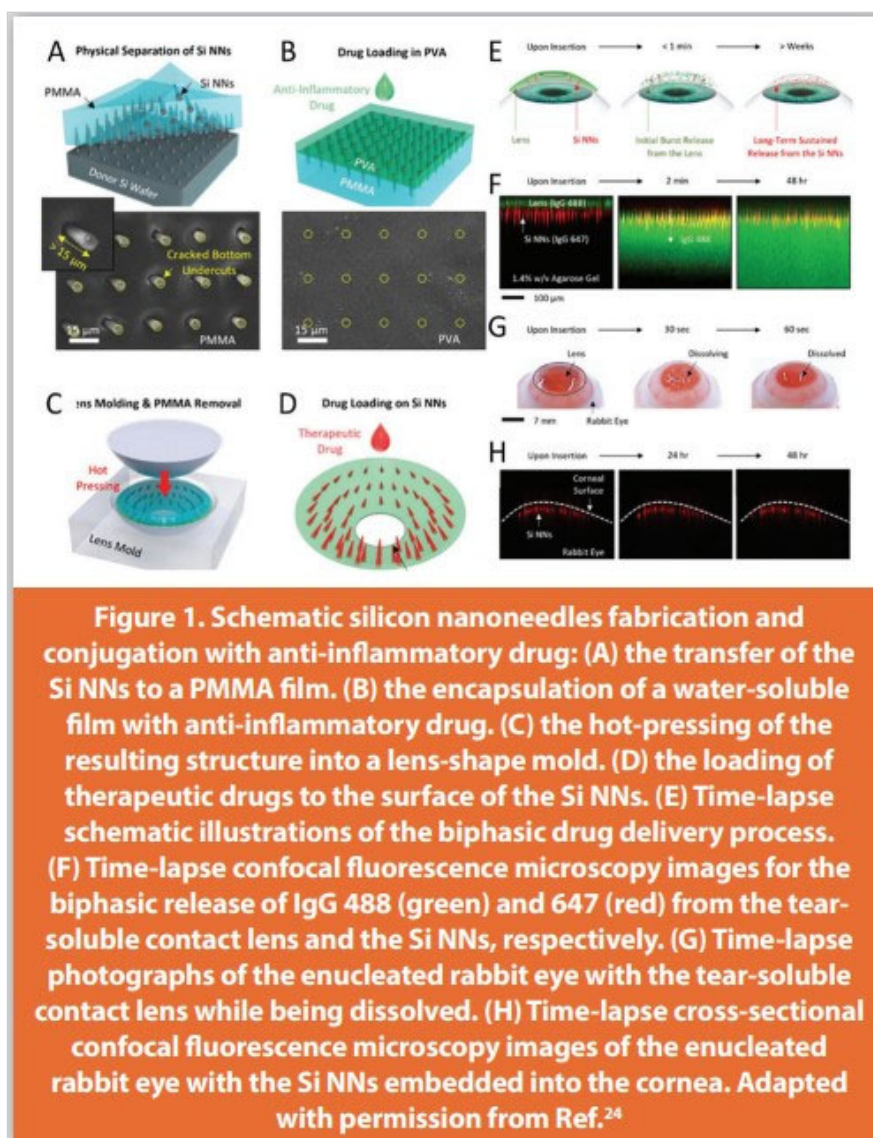 A Physical Separation of Si NNs
PMMA
Si NNs
Donor Si Wafer
> 15 µm
Cracked Bottom
Undercuts
15 µm
PMMA
B Drug Loading in PVA
Anti-Inflammatory
Drug
PVA
PMMA
15 µm
PVA
C ens Molding & PMMA Removal
Hot
Pressing
Lens Mold
D Drug Loading on Si NNs
Therapeutic
Drug
E Upon Insertion < 1 min > Weeks
Lens Si NNs
Initial Burst Release
from the Lens
Long-Term Sustained
Release from the Si NNs
F Upon Insertion 2 min 48 hr
Lens (IgG 488)
Si NNs (IgG 647)
IgG 488
1.4% w/v Agarose Gel
100 µm
G Upon Insertion 30 sec 60 sec
Lens Dissolving Dissolved
7 mm Rabbit Eye
H Upon Insertion 24 hr 48 hr
Corneal
Surface
Si NNs
Rabbit Eye
Figure 1. Schematic silicon nanoneedles fabrication and
conjugation with anti-inflammatory drug: (A) the transfer of the
Si NNs to a PMMA film. (B) the encapsulation of a water-soluble
film with anti-inflammatory drug. (C) the hot-pressing of the
resulting structure into a lens-shape mold. (D) the loading of
therapeutic drugs to the surface of the Si NNs. (E) Time-lapse
schematic illustrations of the biphasic drug delivery process.
(F) Time-lapse confocal fluorescence microscopy images for the
biphasic release of IgG 488 (green) and 647 (red) from the tear-
soluble contact lens and the Si NNs, respectively. (G) Time-lapse
photographs of the enucleated rabbit eye with the tear-soluble
contact lens while being dissolved. (H) Time-lapse cross-sectional
confocal fluorescence microscopy images of the enucleated
rabbit eye with the Si NNs embedded into the cornea. Adapted
with permission from Ref.²⁴